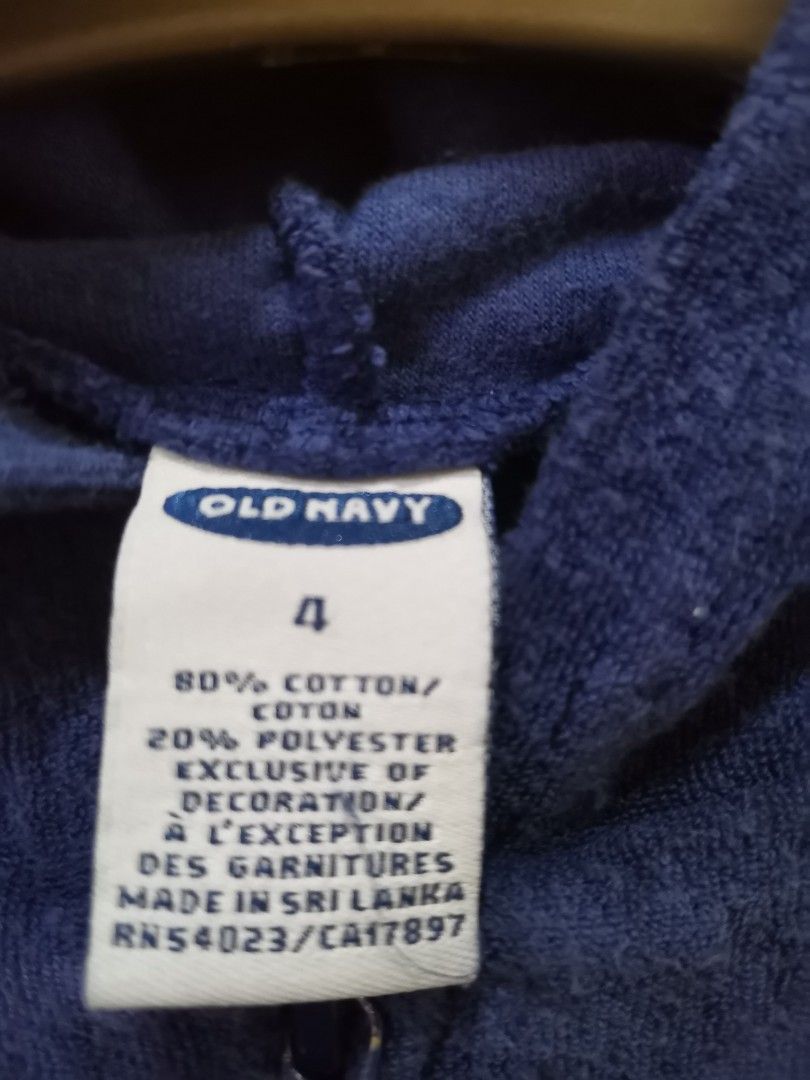 OLD NAVY
4
80% COTTON/
COTON
20% POLYESTER
EXCLUSIVE OF
DECORATION/
À L'EXCEPTION
DES GARNITURES
MADE IN SRI LANKA
RN54023/CA17897